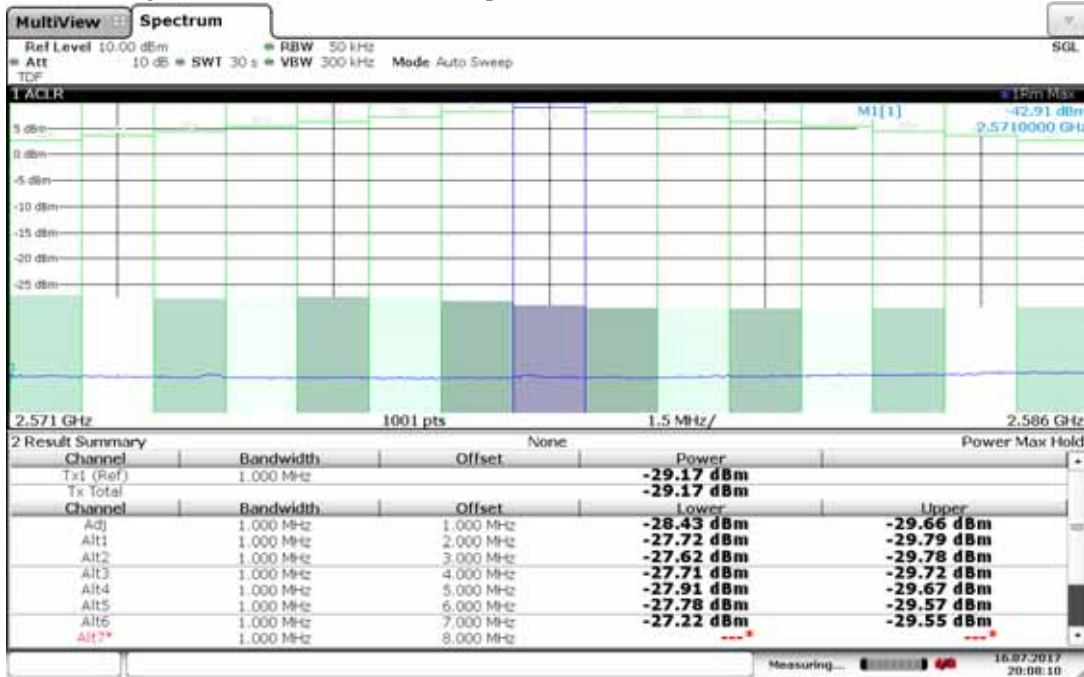 MultiView Spectrum
Ref Level 10.00 dBm RBW 50 kHz SGL
Att 10 dB SWT 30 s VBW 300 kHz Mode Auto Sweep
TDF
1 ACLR 1Rm Max
M1[1] -42.91 dBm
2.5710000 GHz
5 dBm
0 dBm
-5 dBm
-10 dBm
-15 dBm
-20 dBm
-25 dBm
2.571 GHz 1001 pts 1.5 MHz/ 2.586 GHz
2 Result Summary None Power Max Hold
Channel Bandwidth Offset Power
Tx1 (Ref) 1.000 MHz -29.17 dBm
Tx Total -29.17 dBm
Channel Bandwidth Offset Lower Upper
Adj 1.000 MHz 1.000 MHz -28.43 dBm -29.66 dBm
Alt1 1.000 MHz 2.000 MHz -27.72 dBm -29.79 dBm
Alt2 1.000 MHz 3.000 MHz -27.62 dBm -29.78 dBm
Alt3 1.000 MHz 4.000 MHz -27.71 dBm -29.72 dBm
Alt4 1.000 MHz 5.000 MHz -27.91 dBm -29.67 dBm
Alt5 1.000 MHz 6.000 MHz -27.78 dBm -29.57 dBm
Alt6 1.000 MHz 7.000 MHz -27.22 dBm -29.55 dBm
Alt7* 1.000 MHz 8.000 MHz ---* ---*
Measuring... 16.07.2017
20:08:10